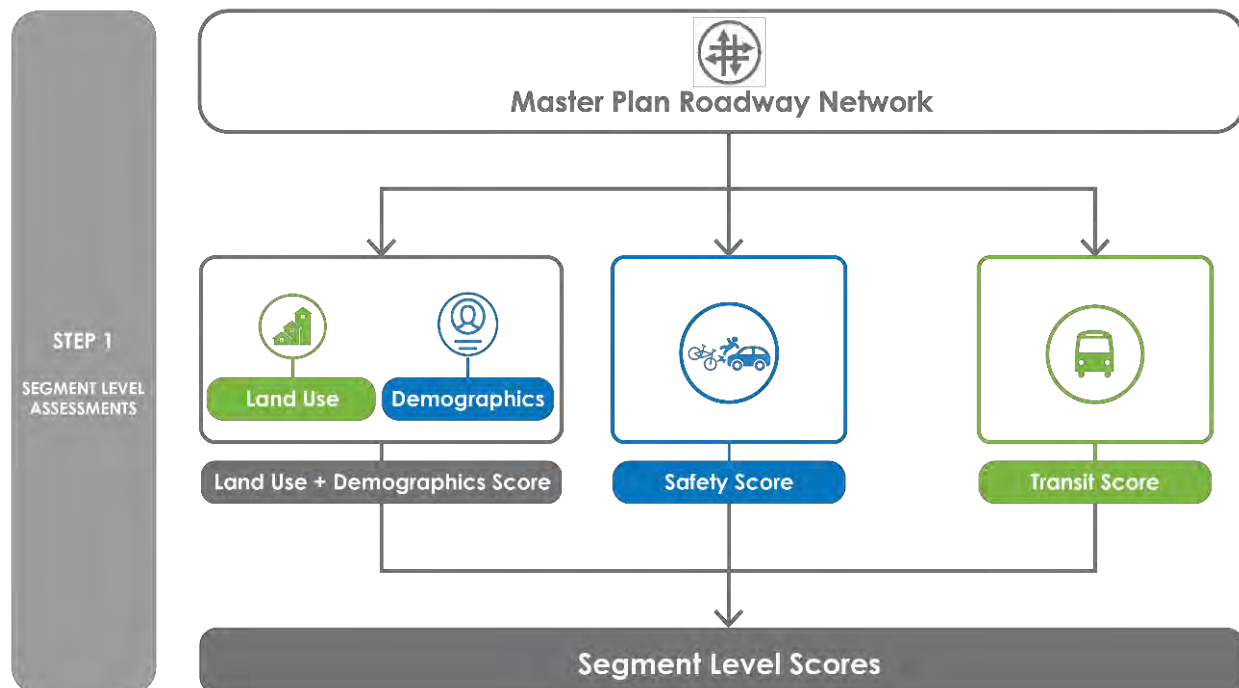 STEP 1
SEGMENT LEVEL
ASSESSMENTS
Master Plan Roadway Network
Land Use
Demographics
Land Use + Demographics Score
Safety Score
Transit Score
Segment Level Scores